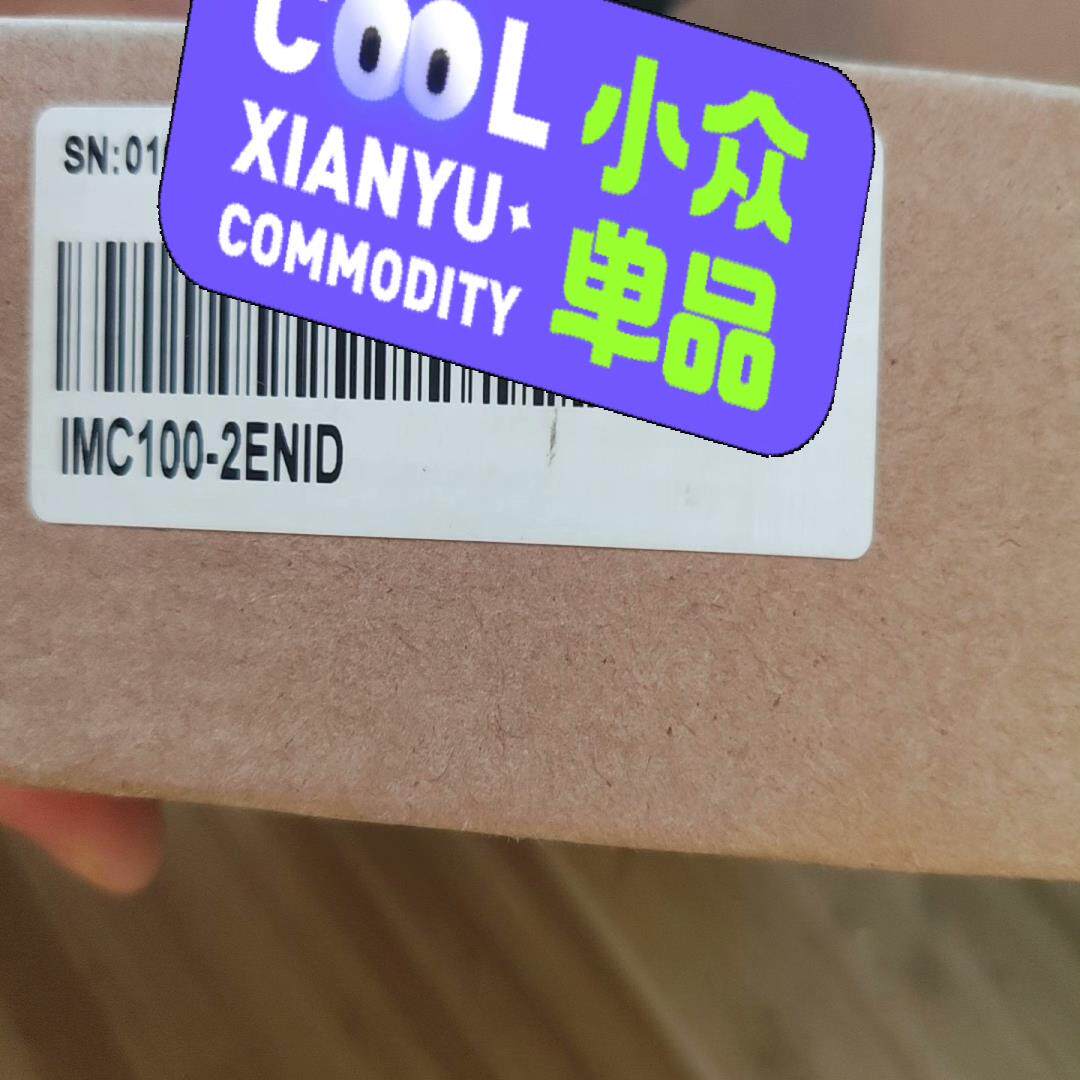 COOL
小众
XIANYU
单品
COMMODITY
SN:01
IMC100-2ENID